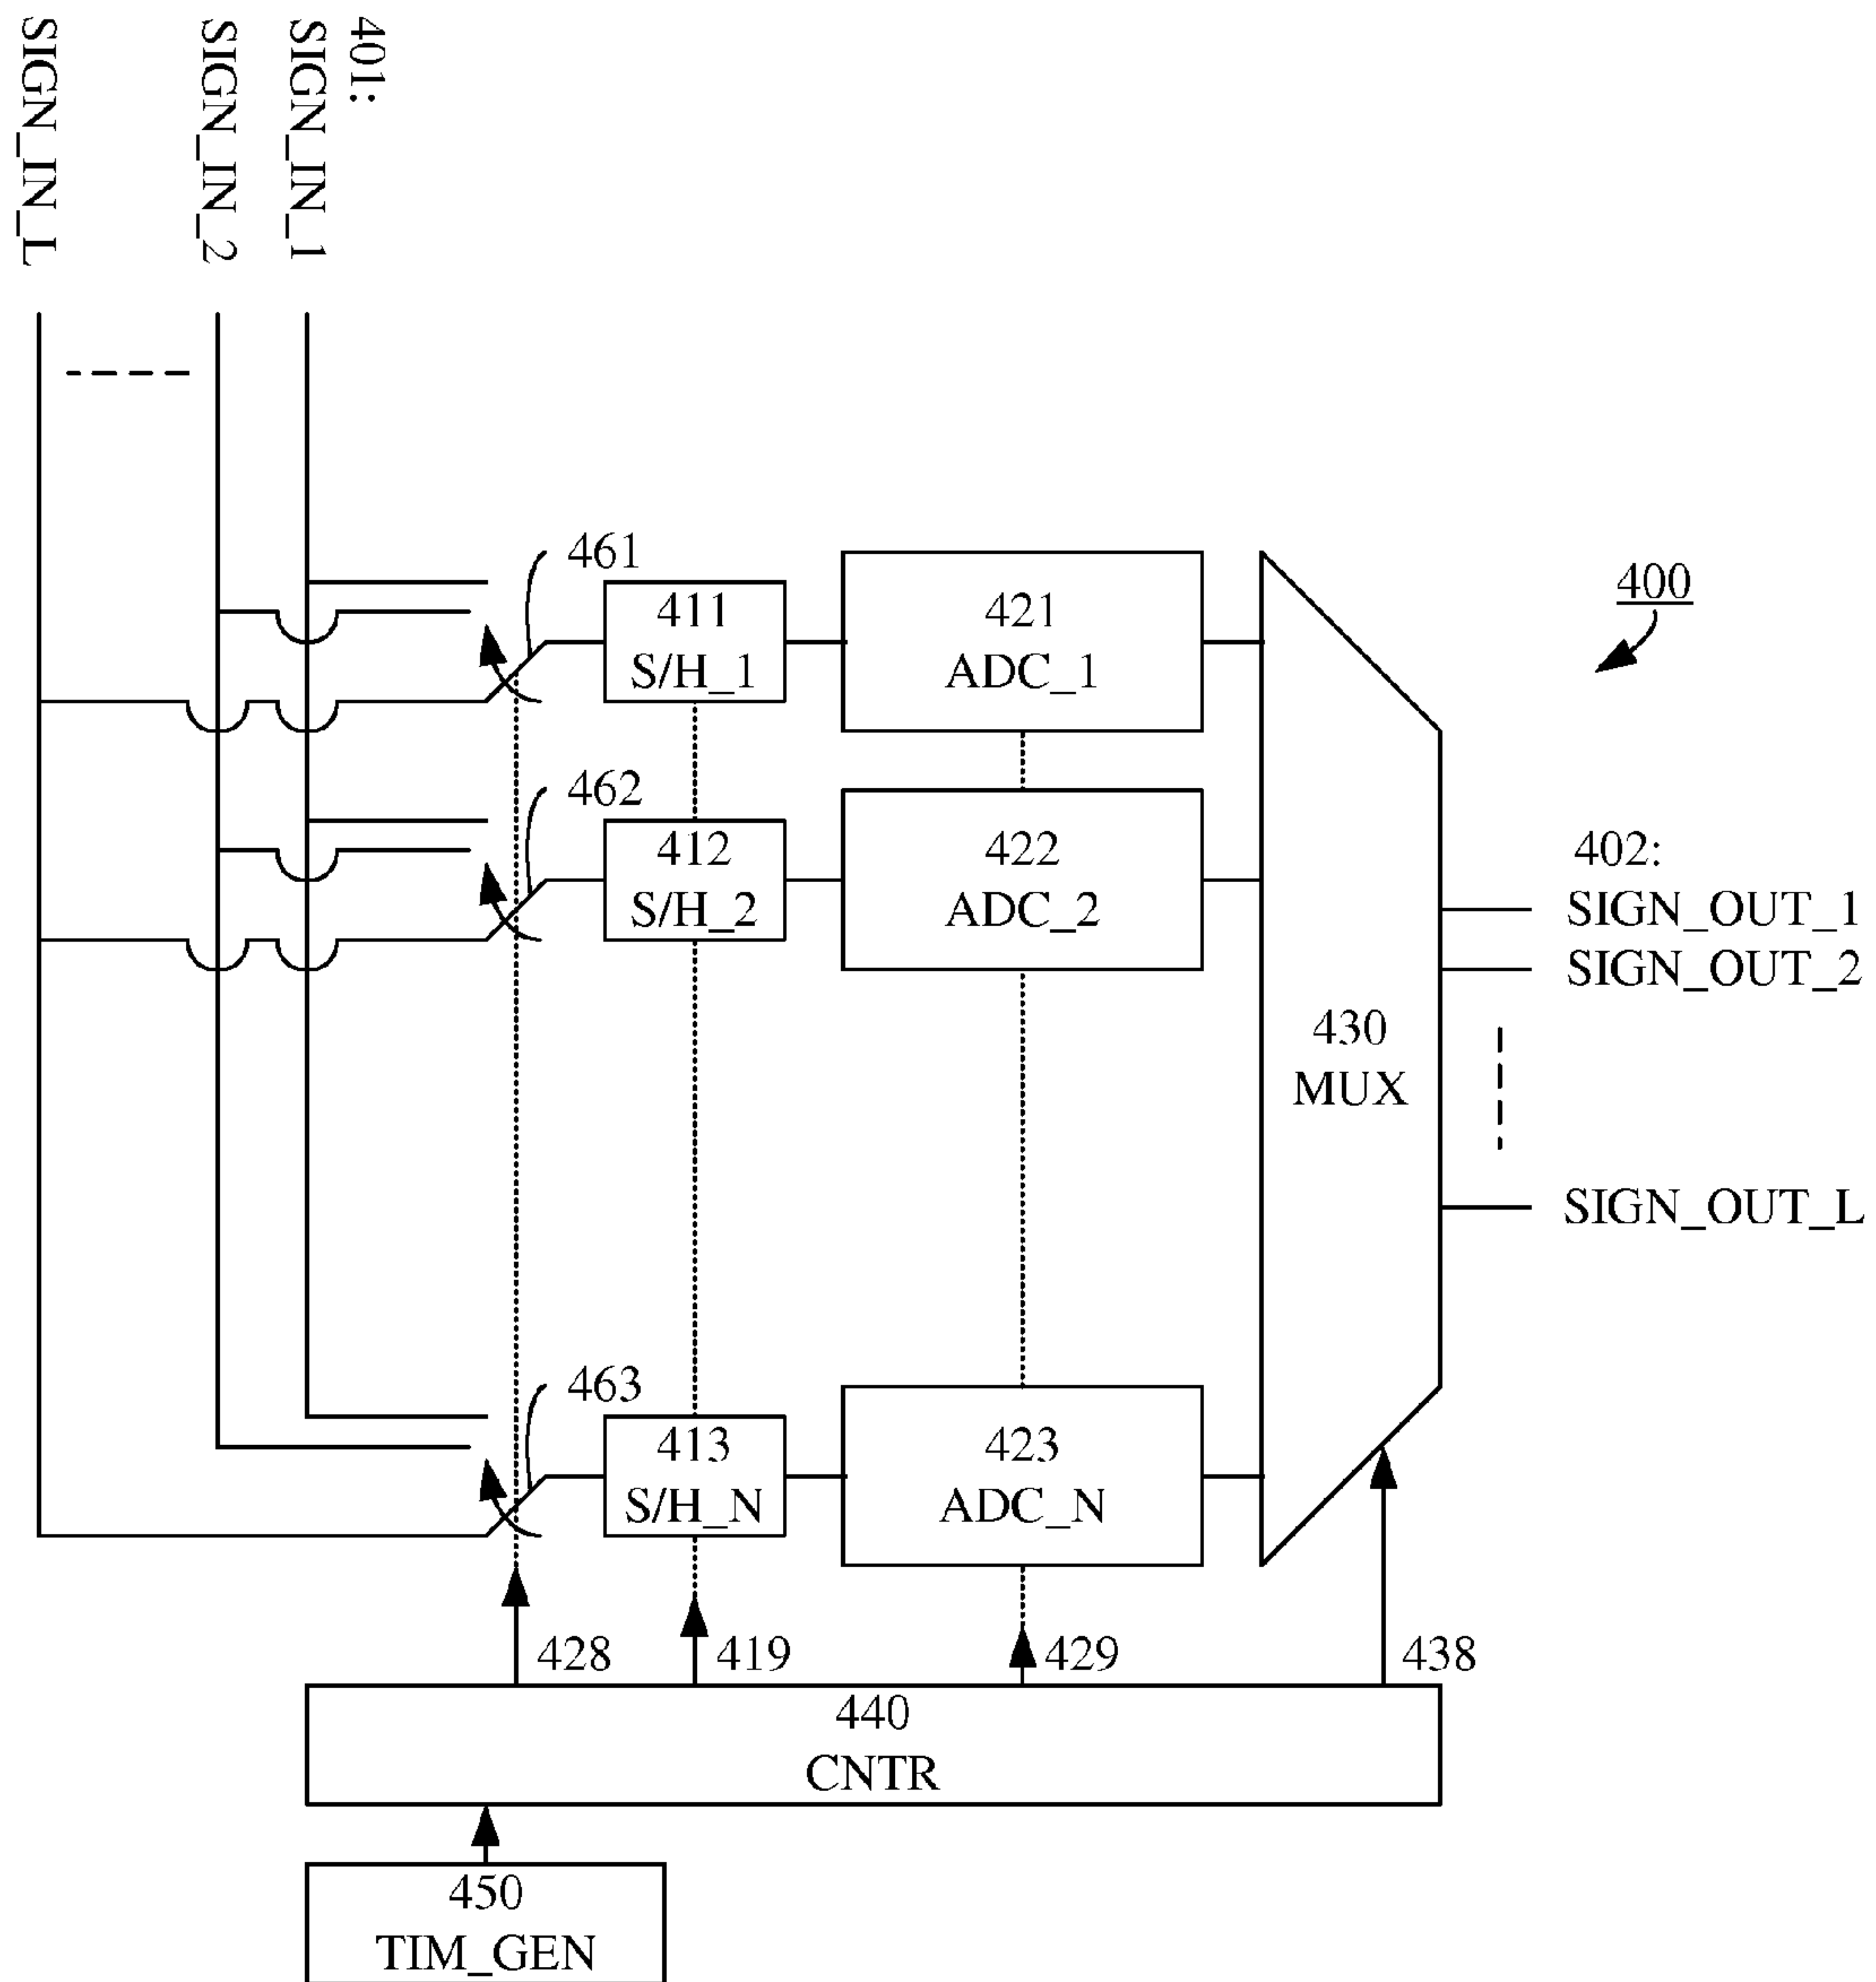 401:
SIGN_IN_1
SIGN_IN_2
SIGN_IN_L
461
411
S/H_1
421
ADC_1
400
462
412
S/H_2
422
ADC_2
430
MUX
402:
SIGN_OUT_1
SIGN_OUT_2
SIGN_OUT_L
463
413
S/H_N
423
ADC_N
428
419
429
438
440
CNTR
450
TIM_GEN